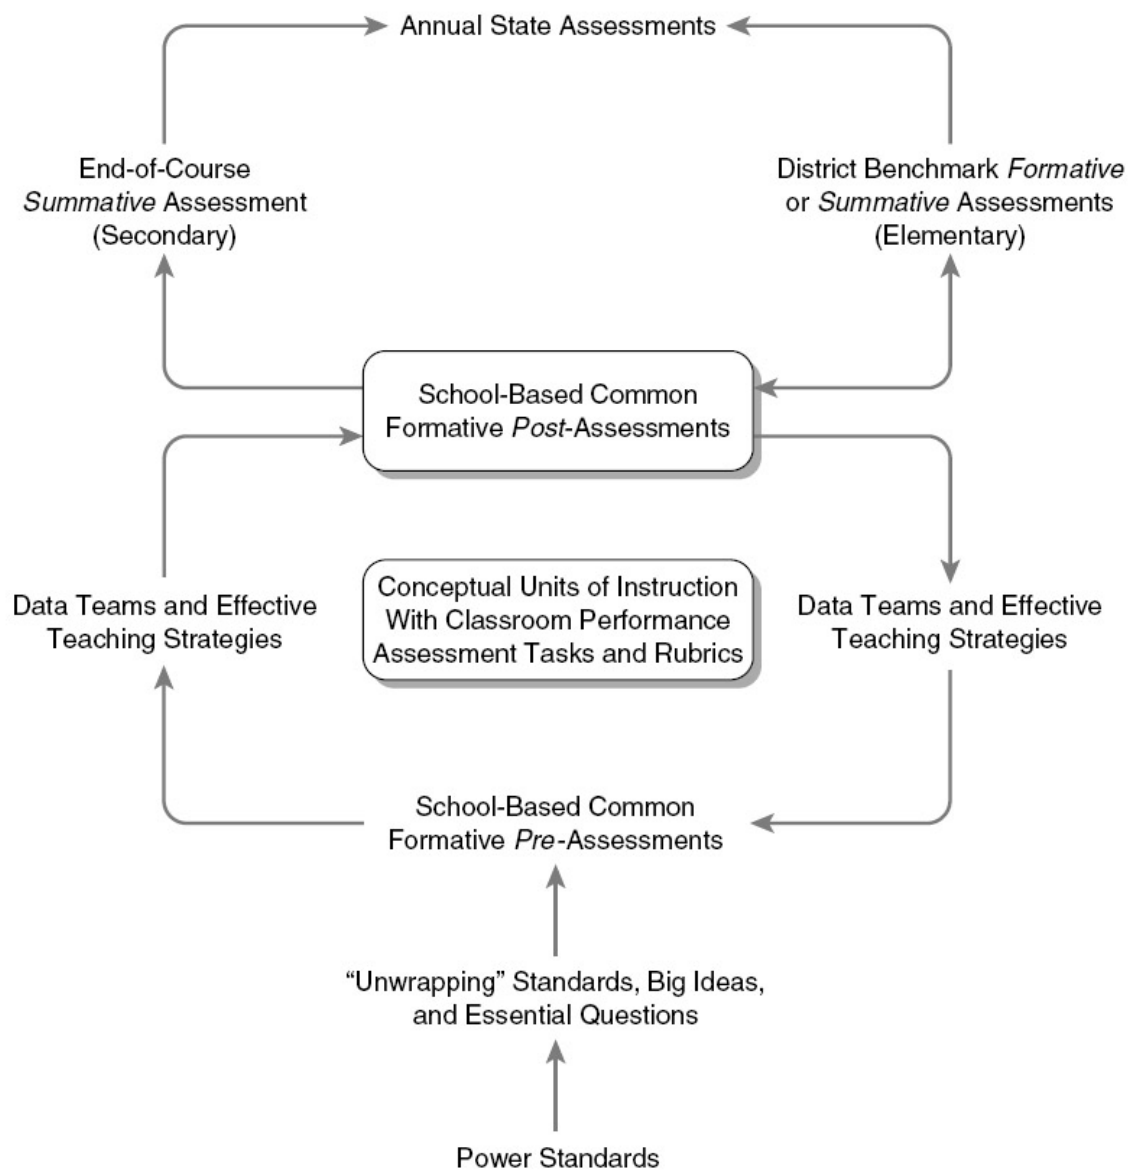 Annual State Assessments
End-of-Course
Summative Assessment
(Secondary)
District Benchmark Formative
or Summative Assessments
(Elementary)
School-Based Common
Formative Post-Assessments
Data Teams and Effective
Teaching Strategies
Conceptual Units of Instruction
With Classroom Performance
Assessment Tasks and Rubrics
Data Teams and Effective
Teaching Strategies
School-Based Common
Formative Pre-Assessments
“Unwrapping” Standards, Big Ideas,
and Essential Questions
Power Standards